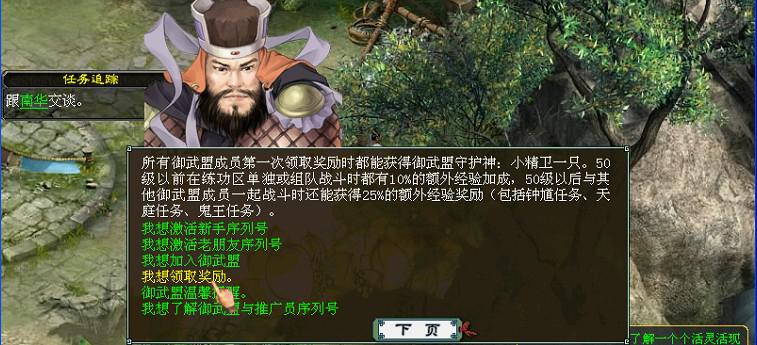 任务追踪
跟南华交谈。
所有御武盟成员第一次领取奖励时都能获得御武盟守护神：小精卫一只。50
级以前在练功区单独或组队战斗时都有10%的额外经验加成，50级以后与其
他御武盟成员一起战斗时还能获得25%的额外经验奖励（包括钟馗任务、天
庭任务、鬼王任务）。
我想激活新手序列号
我想激活老朋友序列号
我想加入御武盟
我想领取奖励。
御武盟温馨 醒。
我想了解御武盟与推广员序列号
下 页
了解一个个活灵活现